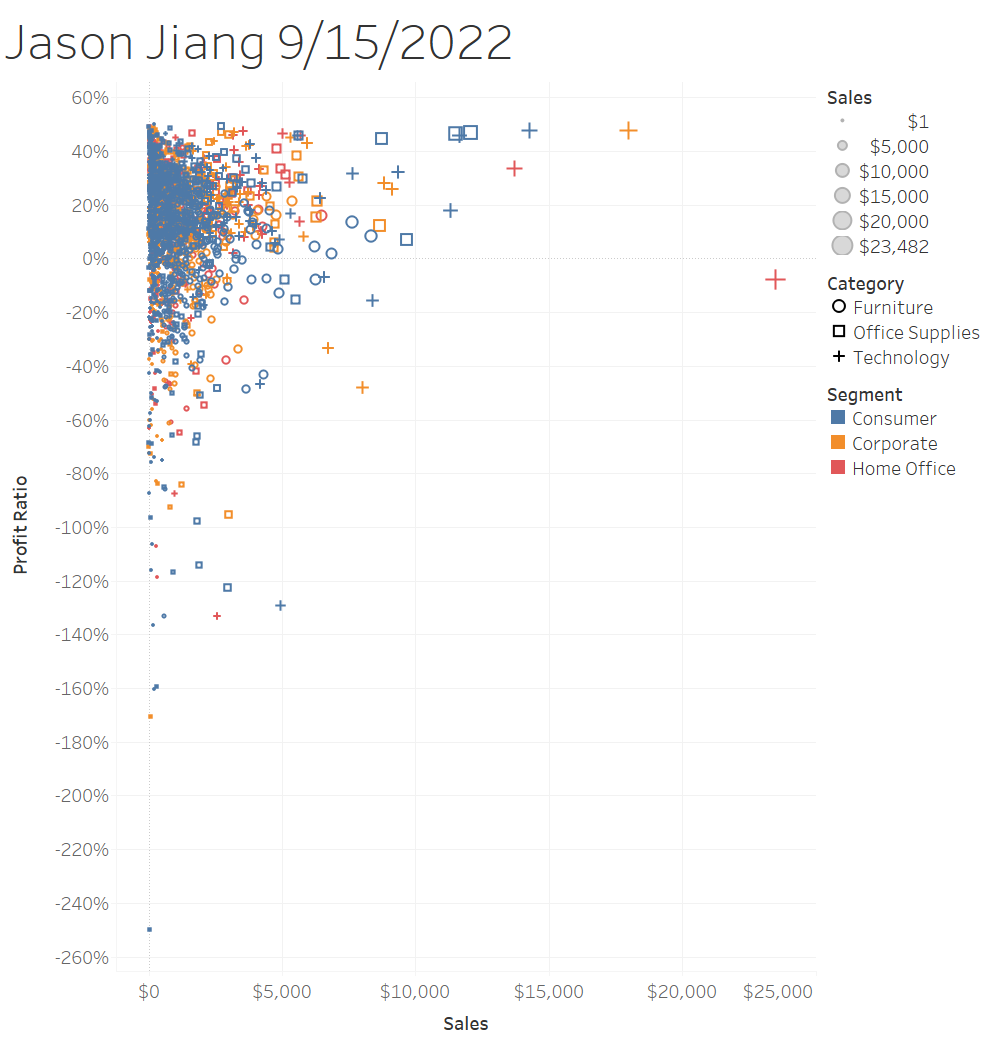 Jason Jiang 9/15/2022
60%
40%
20%
0%
-20%
-40%
-60%
-80%
-100%
-120%
-140%
-160%
-180%
-200%
-220%
-240%
-260%
Profit Ratio
$0
$5,000
$10,000
$15,000
$20,000
$25,000
Sales
Sales
$1
$5,000
$10,000
$15,000
$20,000
$23,482
Category
Furniture
Office Supplies
Technology
Segment
Consumer
Corporate
Home Office